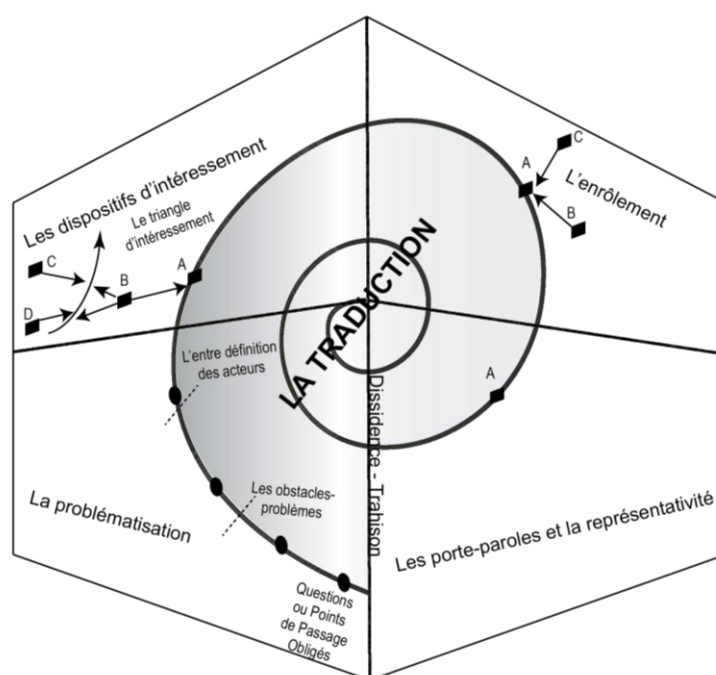 C
A
B
L'enrôlement
Les dispositifs d'intéressement
Le triangle
d'intéressement
C
D
B
A
LA TRADUCTION
L'entre définition
des acteurs
A
Dissidence - Trahison
La problématisation
Les obstacles-
problèmes
Les porte-paroles et la représentativité
Questions
ou Points
de Passage
Obligés